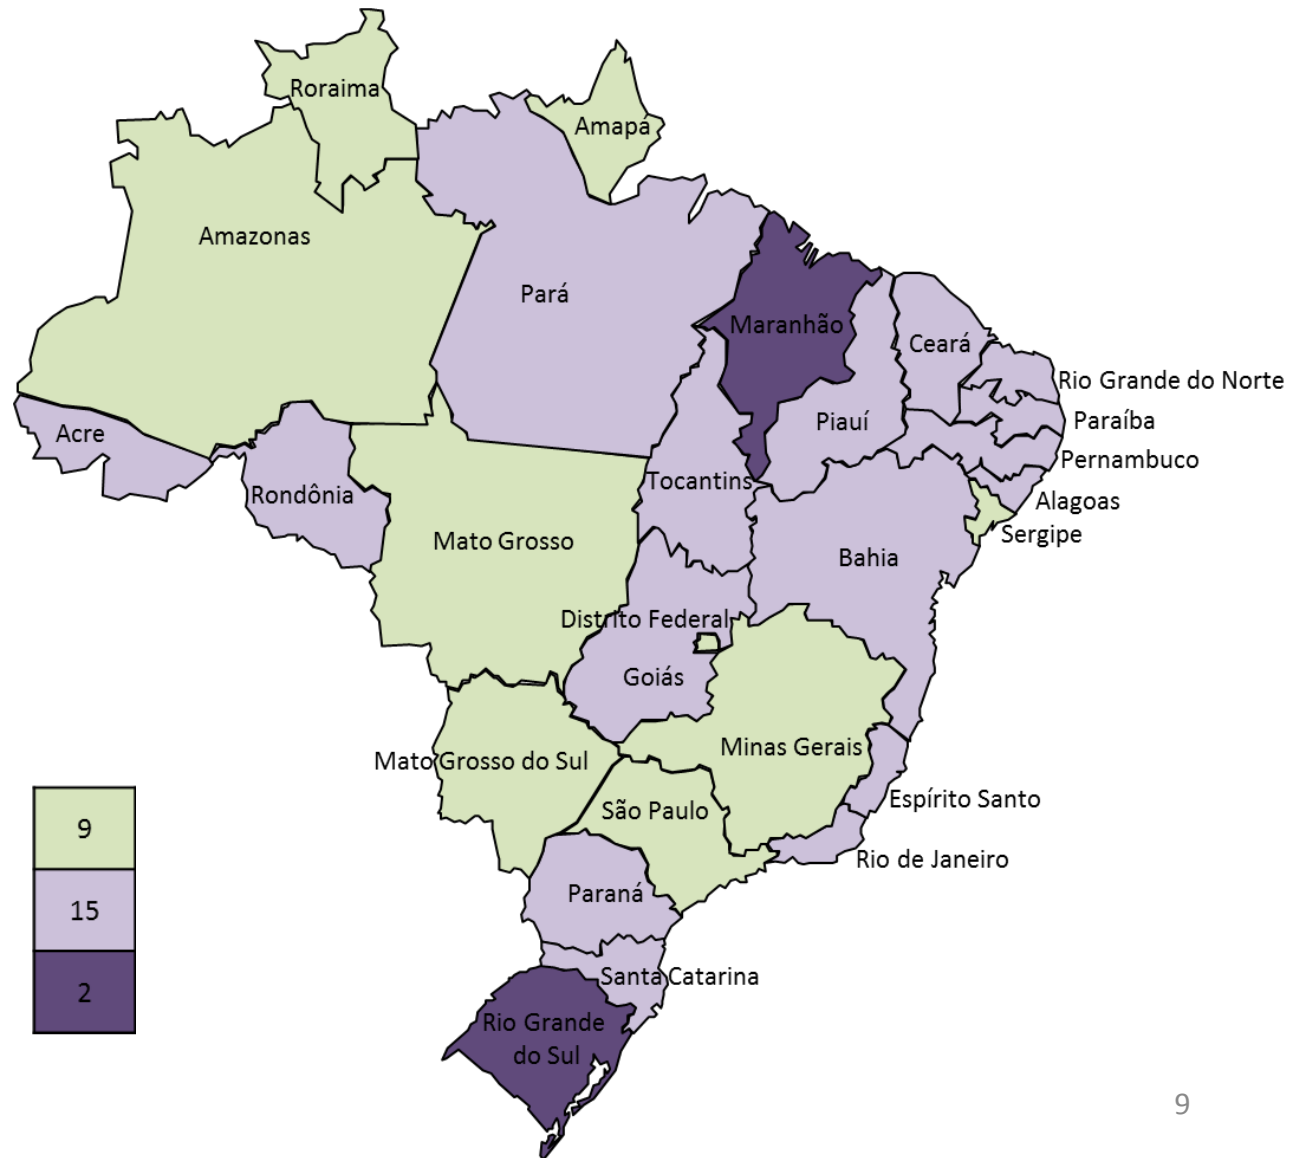 Roraima
Amapá
Amazonas
Pará
Maranhão
Ceará
Rio Grande do Norte
Acre
Piauí
Paraíba
Pernambuco
Rondônia
Tocantins
Alagoas
Sergipe
Mato Grosso
Bahia
Distrito Federal
Goiás
Minas Gerais
Mato Grosso do Sul
Espírito Santo
São Paulo
9
Rio de Janeiro
Paraná
15
Santa Catarina
2
Rio Grande
do Sul
9